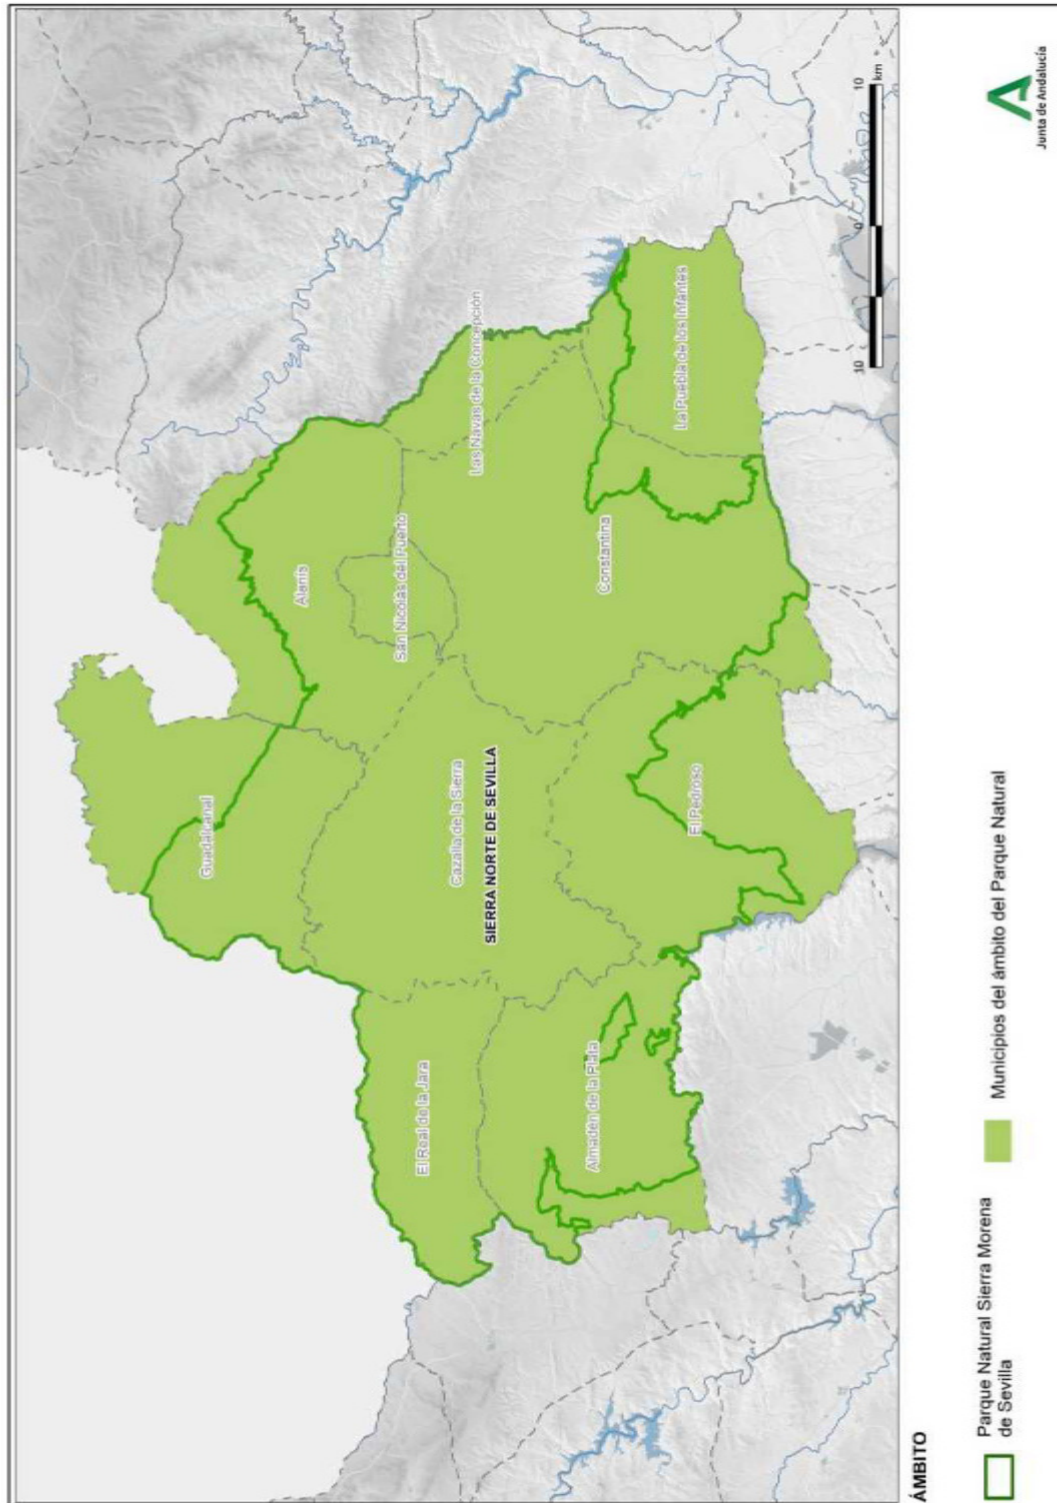 Guadalcanal
Alanís
San Nicolás del Puerto
Las Navas de la Concepción
El Real de la Jara
Cazalla de la Sierra
SIERRA NORTE DE SEVILLA
Constantina
Almadén de la Plata
El Pedroso
La Puebla de los Infantes
10
0
10
km
ÁMBITO
Parque Natural Sierra Morena
de Sevilla
Municipios del ámbito del Parque Natural
Junta de Andalucía